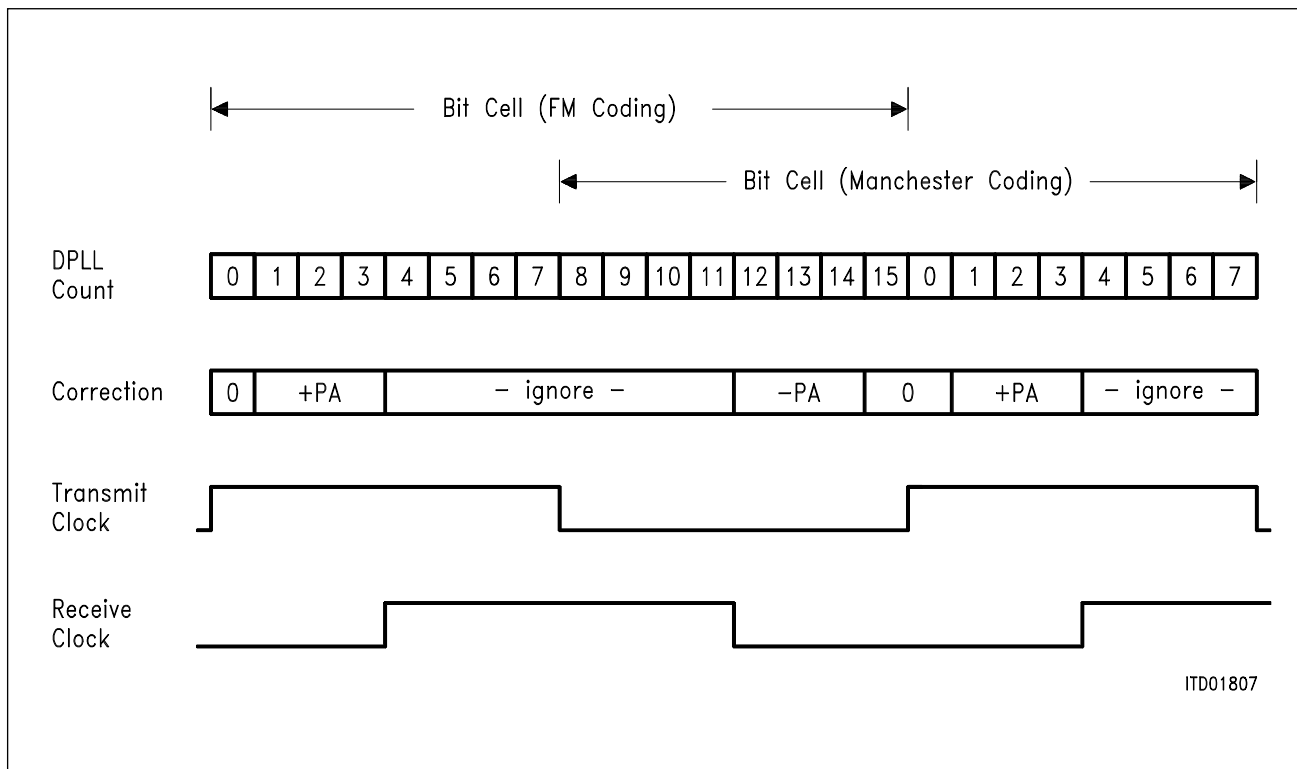 Bit Cell (FM Coding)
Bit Cell (Manchester Coding)
DPLL
Count
0 1 2 3 4 5 6 7 8 9 10 11 12 13 14 15 0 1 2 3 4 5 6 7
Correction
0 +PA - ignore - -PA 0 +PA - ignore -
Transmit
Clock
Receive
Clock
ITD01807